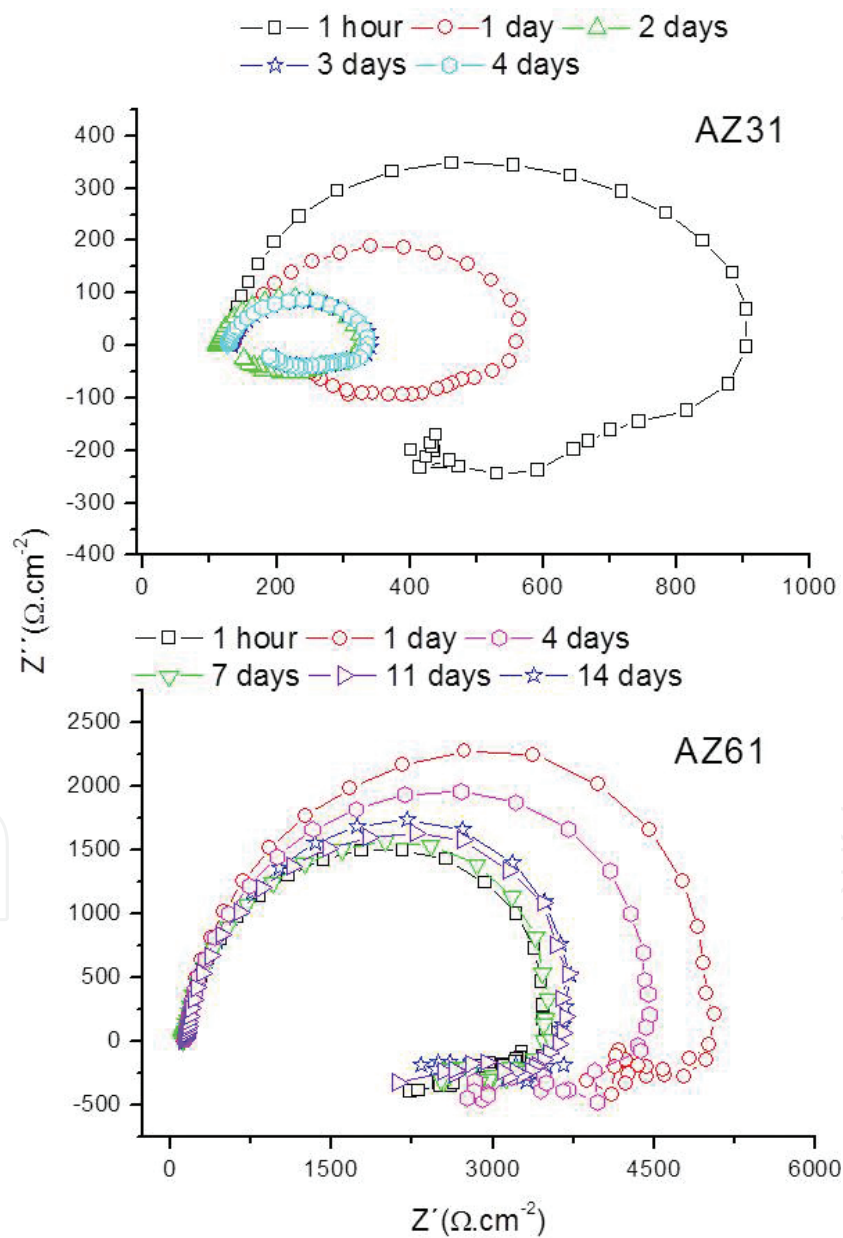 1 hour 1 day 2 days
3 days 4 days
AZ31
400
300
200
100
0
-100
-200
-300
-400
0 200 400 600 800 1000
Z´´(Ω.cm⁻²)
1 hour 1 day 4 days
7 days 11 days 14 days
AZ61
2500
2000
1500
1000
500
0
-500
0 1500 3000 4500 6000
Z´(Ω.cm⁻²)